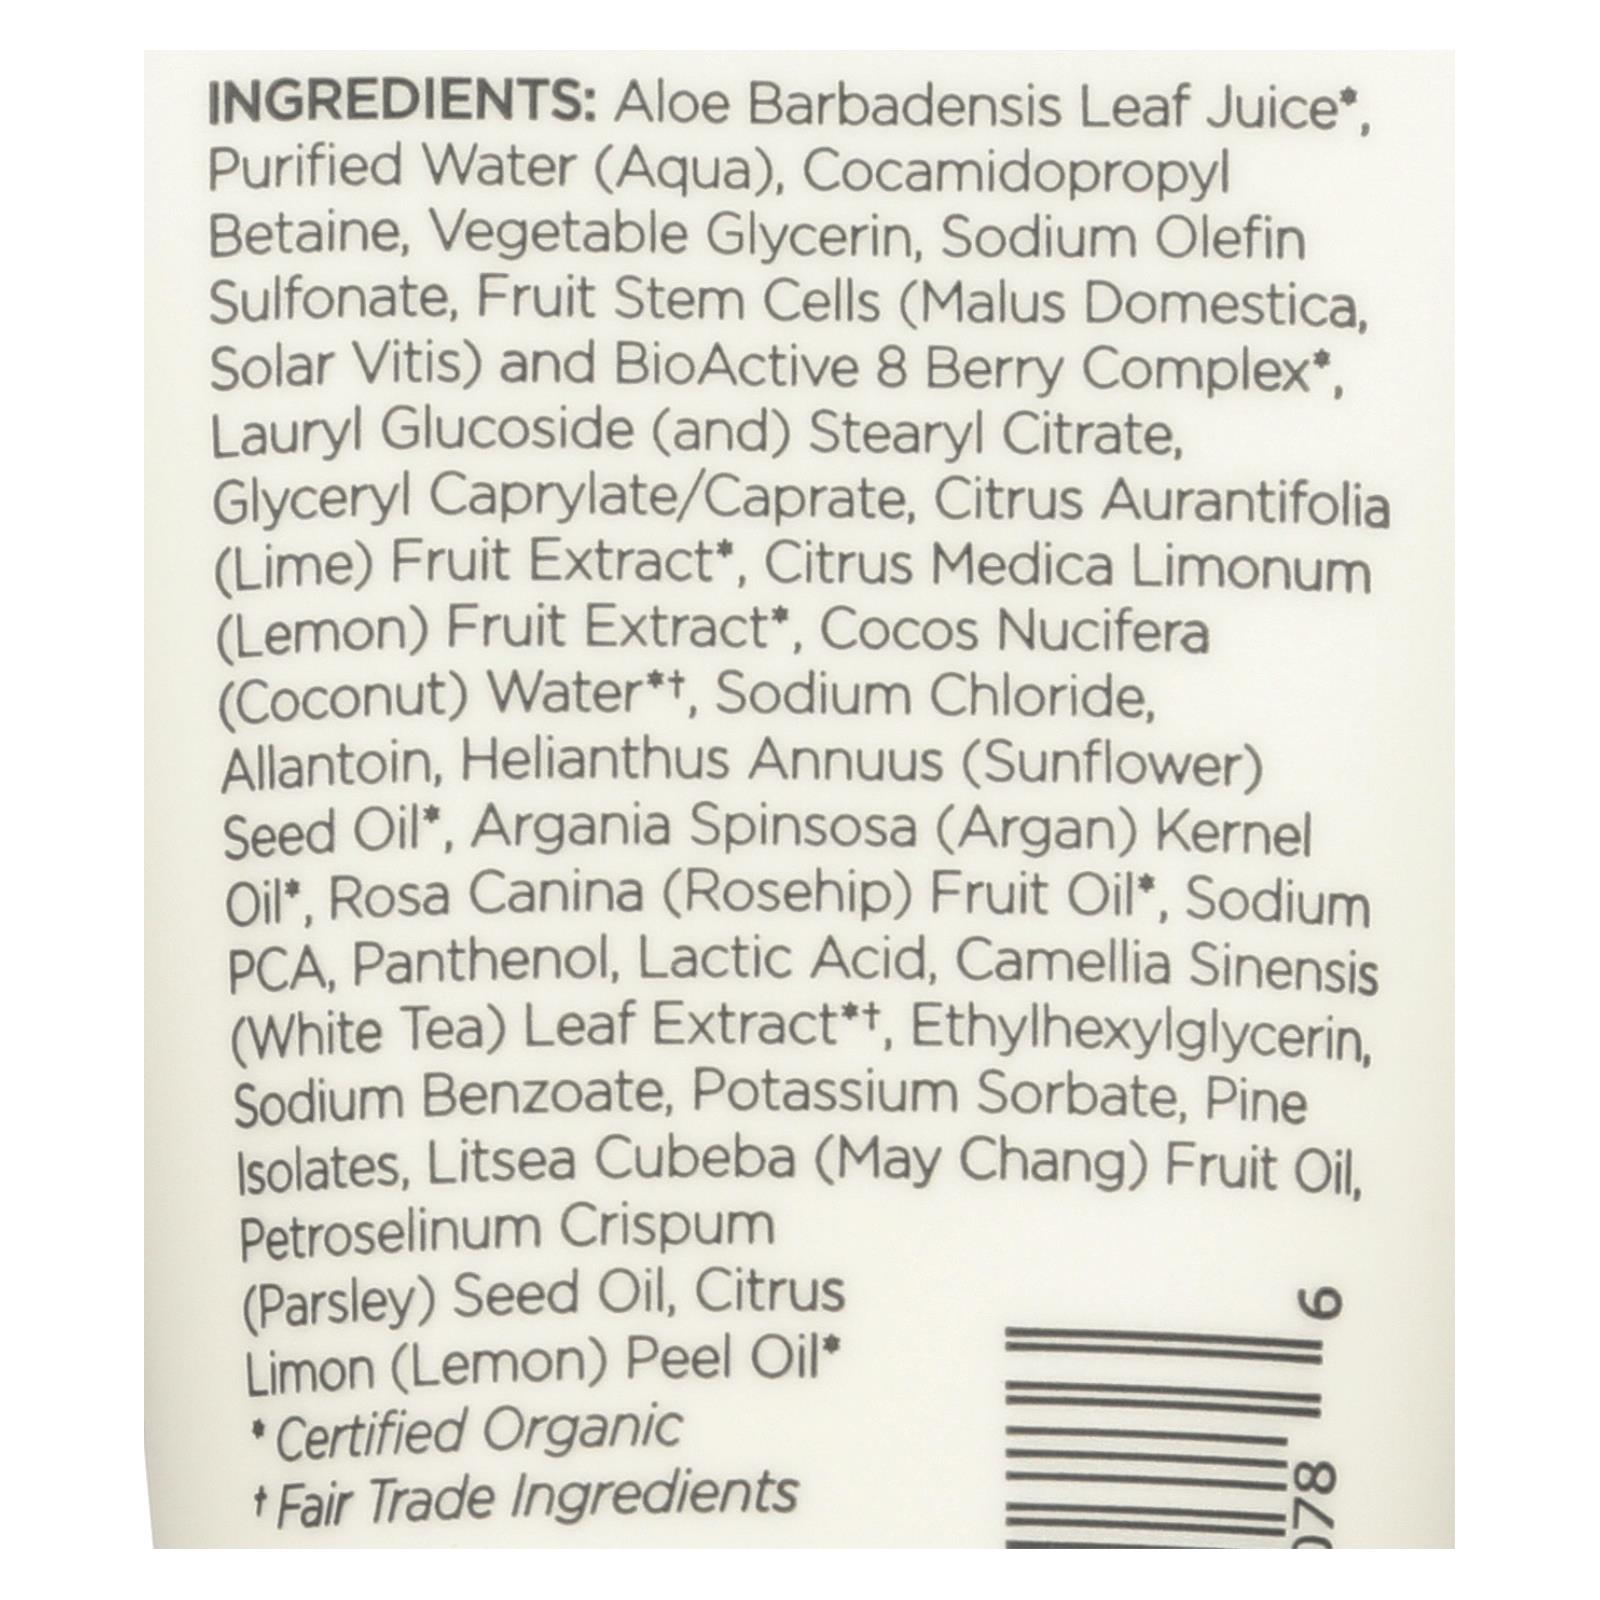 INGREDIENTS: Aloe Barbadensis Leaf Juice*,
Purified Water (Aqua), Cocamidopropyl
Betaine, Vegetable Glycerin, Sodium Olefin
Sulfonate, Fruit Stem Cells (Malus Domestica,
Solar Vitis) and BioActive 8 Berry Complex*,
Lauryl Glucoside (and) Stearyl Citrate,
Glyceryl Caprylate/Caprate, Citrus Aurantifolia
(Lime) Fruit Extract*, Citrus Medica Limonum
(Lemon) Fruit Extract*, Cocos Nucifera
(Coconut) Water*†, Sodium Chloride,
Allantoin, Helianthus Annuus (Sunflower)
Seed Oil*, Argania Spinsosa (Argan) Kernel
Oil*, Rosa Canina (Rosehip) Fruit Oil*, Sodium
PCA, Panthenol, Lactic Acid, Camellia Sinensis
(White Tea) Leaf Extract*†, Ethylhexylglycerin,
Sodium Benzoate, Potassium Sorbate, Pine
Isolates, Litsea Cubeba (May Chang) Fruit Oil,
Petroselinum Crispum
(Parsley) Seed Oil, Citrus
Limon (Lemon) Peel Oil*
* Certified Organic
† Fair Trade Ingredients
6
078